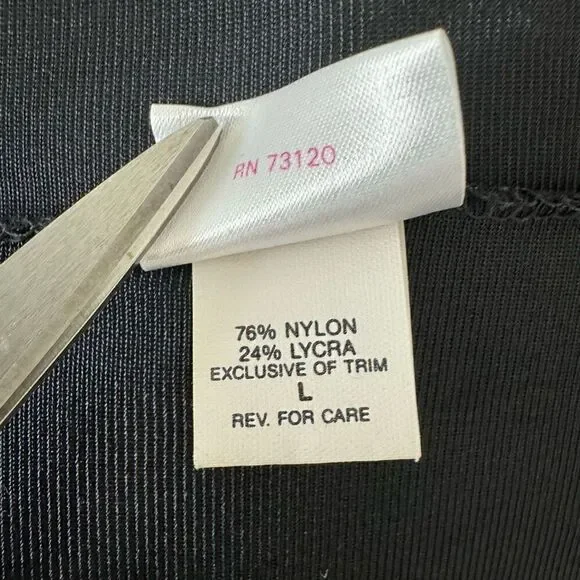 RN 73120
76% NYLON
24% LYCRA
EXCLUSIVE OF TRIM
L
REV. FOR CARE